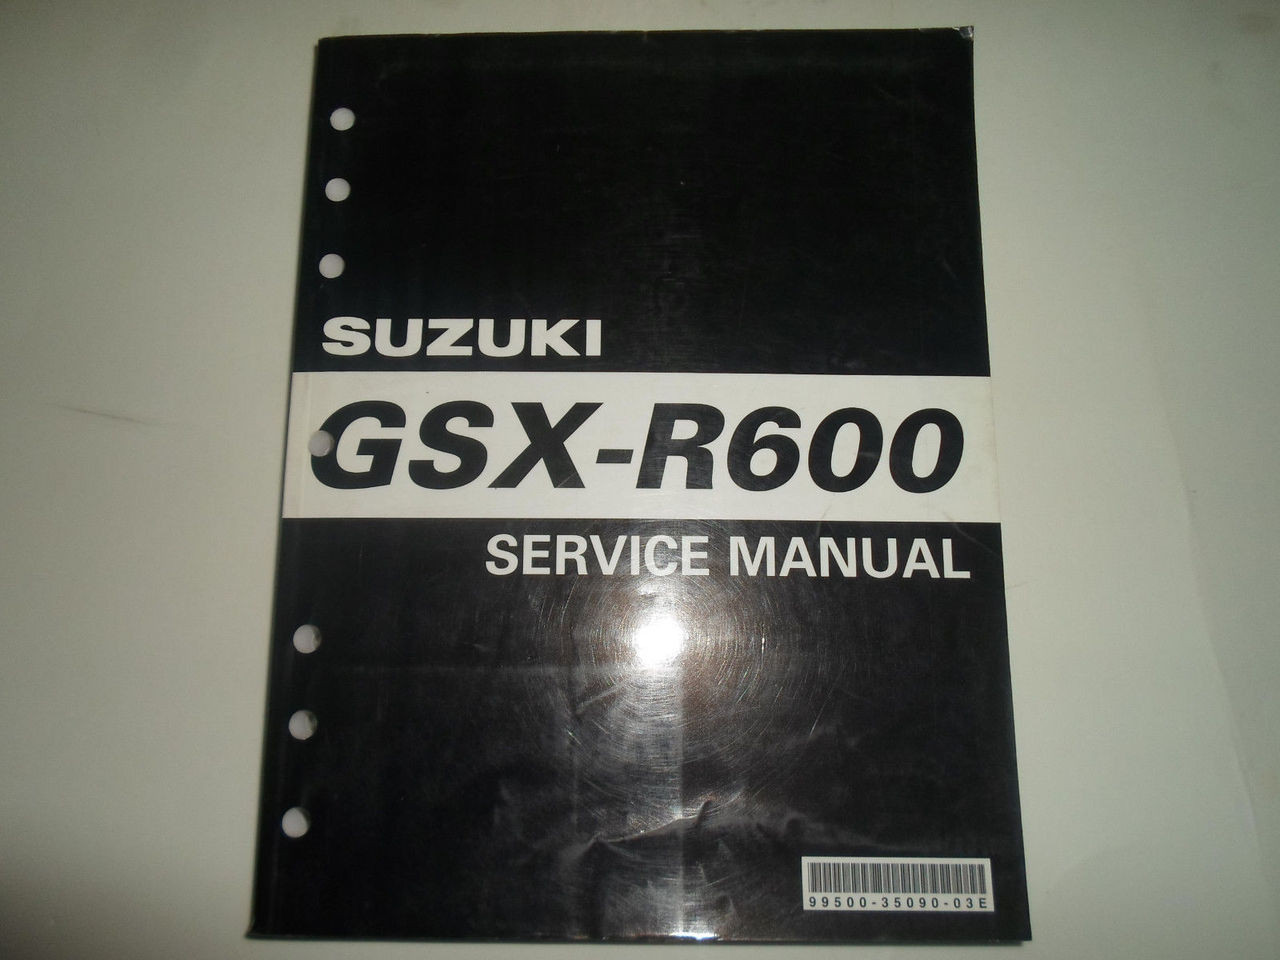 SUZUKI
GSX-R600
SERVICE MANUAL
99500-35090-03E